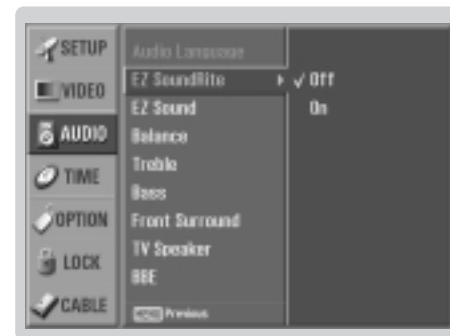 SETUP
VIDEO
AUDIO
TIME
OPTION
LOCK
CABLE
Audio Language
EZ SoundRite
EZ Sound
Balance
Treble
Bass
Front Surround
TV Speaker
BBE
Previous
✓ Off
On